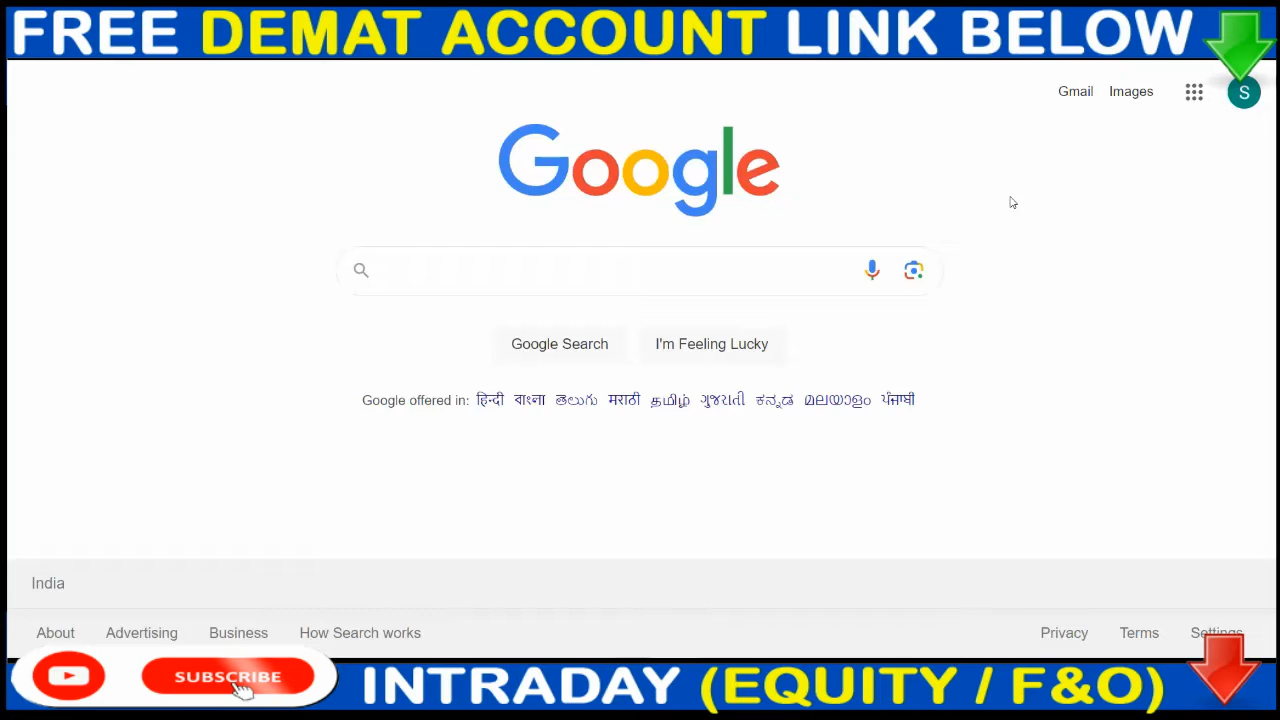 FREE DEMAT ACCOUNT LINK BELOW
Gmail Images S
Google
Google Search I'm Feeling Lucky
Google offered in: हिन्दी বাংলা తెలుగు मराठी தமிழ் ગુજરાતી ಕನ್ನಡ മലയാളം ਪੰਜਾਬੀ
India
About Advertising Business How Search works Privacy Terms Settings
SUBSCRIBE
INTRADAY (EQUITY / F&O)